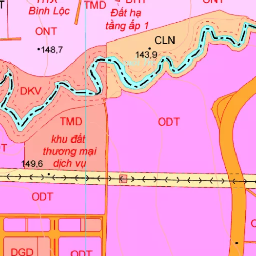 Bình Lộc
TMD
ONT
Đất hạ
tầng ấp 1
ONT
148,7
CLN
143,9
DKV
TMD
ODT
khu đất
thương mại
dịch vụ
149,6
ODT
ODT
ODT
DGD